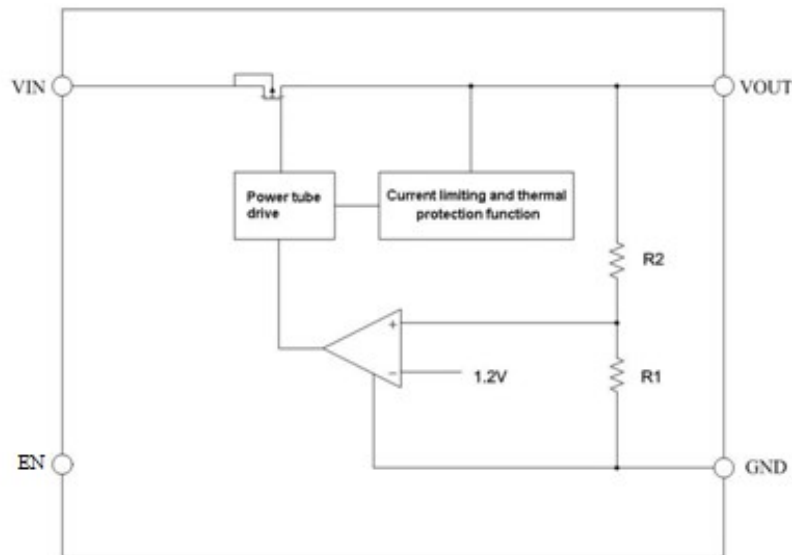 VIN
VOUT
Power tube
drive
Current limiting and thermal
protection function
R2
+
−
1.2V
R1
EN
GND